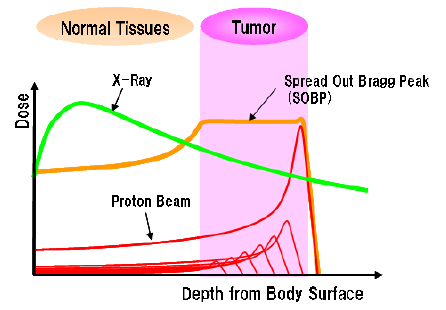 Normal Tissues
Tumor
X-Ray
Spread Out Bragg Peak
(SOBP)
Dose
Proton Beam
Depth from Body Surface